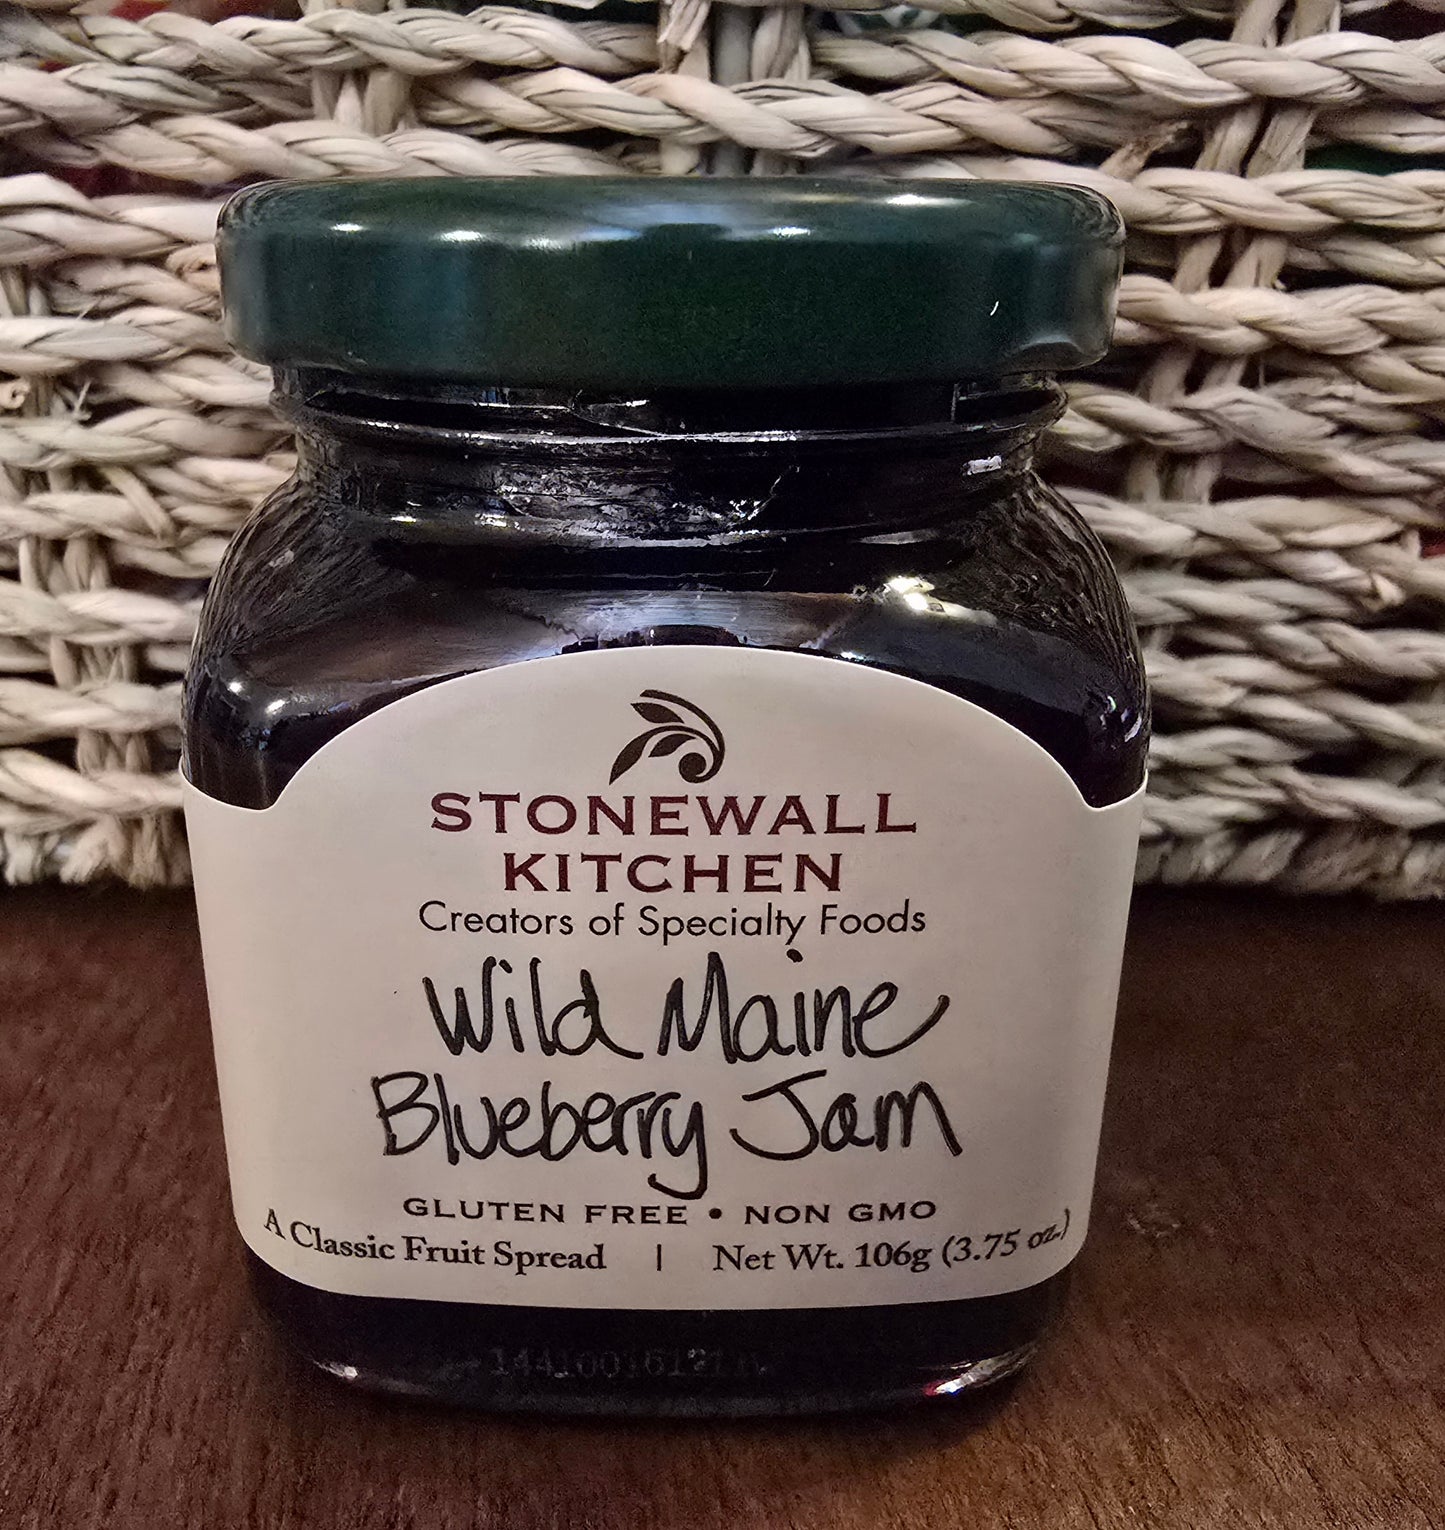 STONEWALL
KITCHEN
Creators of Specialty Foods
Wild Maine
Blueberry Jam
GLUTEN FREE • NON GMO
A Classic Fruit Spread | Net Wt. 106g (3.75 oz.)